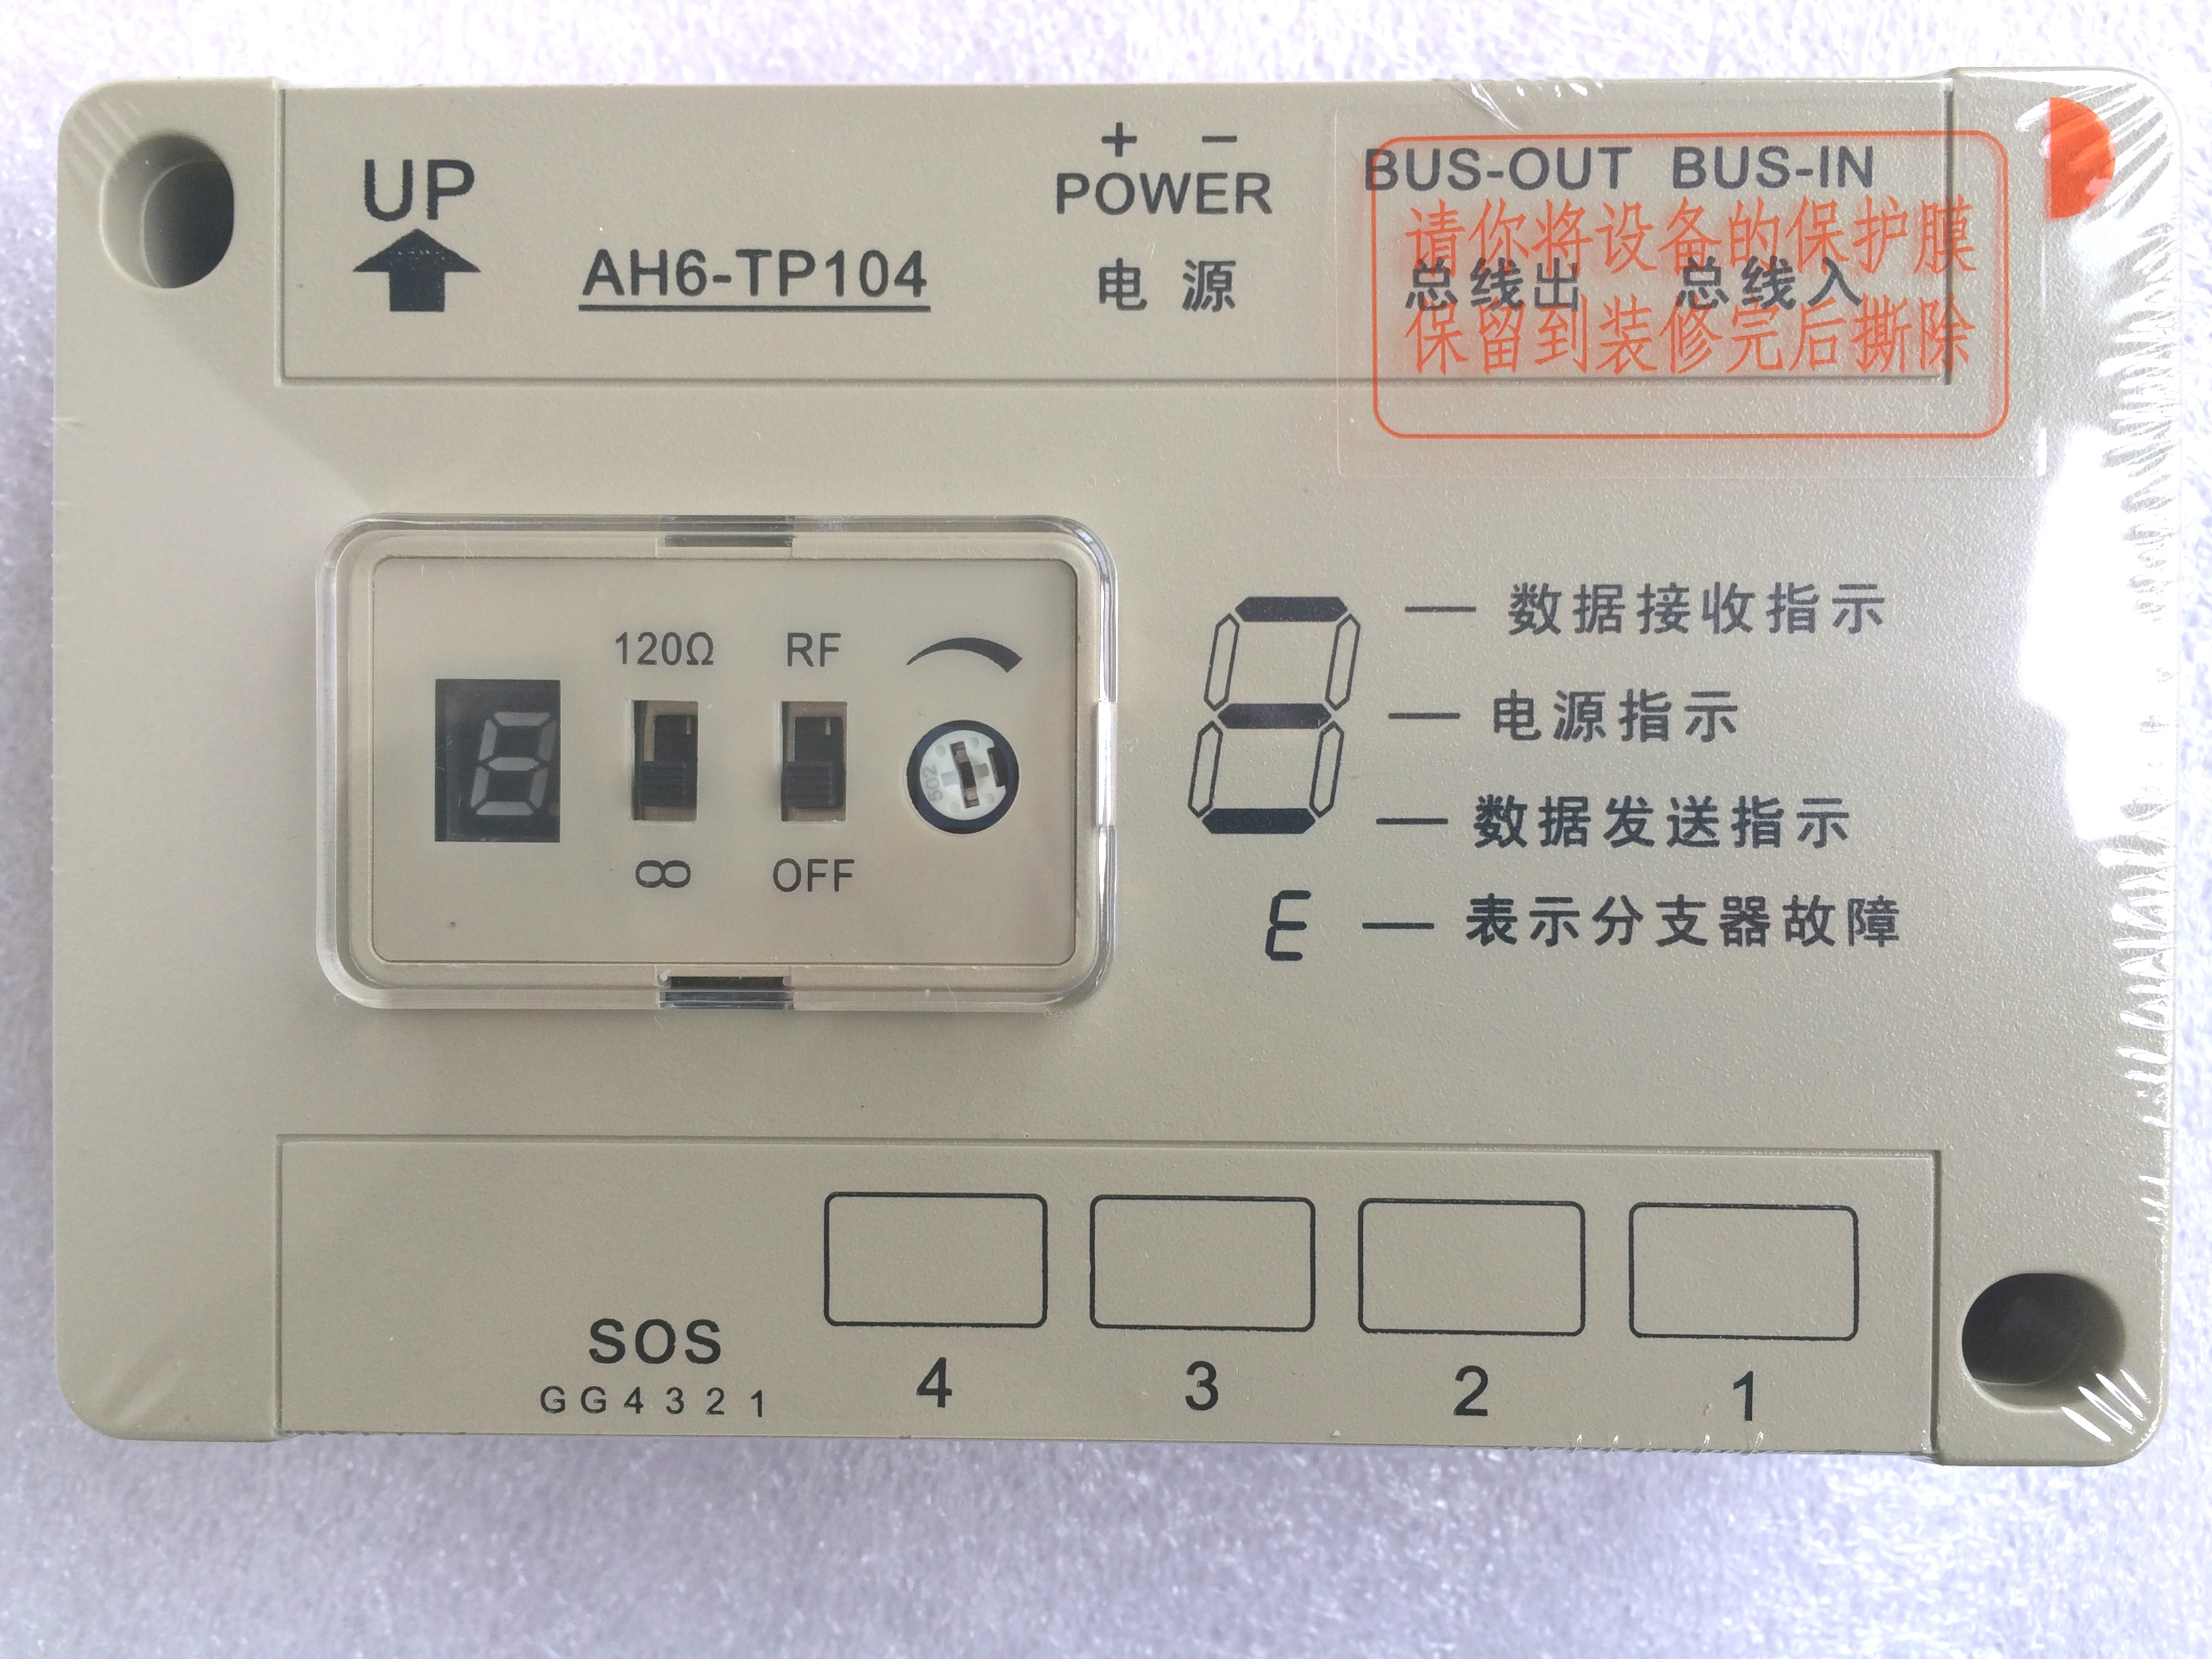 UP
AH6-TP104
+ −
POWER
电源
BUS-OUT BUS-IN
总线出 总线入
请你将设备的保护膜
保留到装修完后撕除
120Ω RF
502
∞ OFF
数据接收指示
电源指示
数据发送指示
E — 表示分支器故障
SOS
GG4321
4 3 2 1